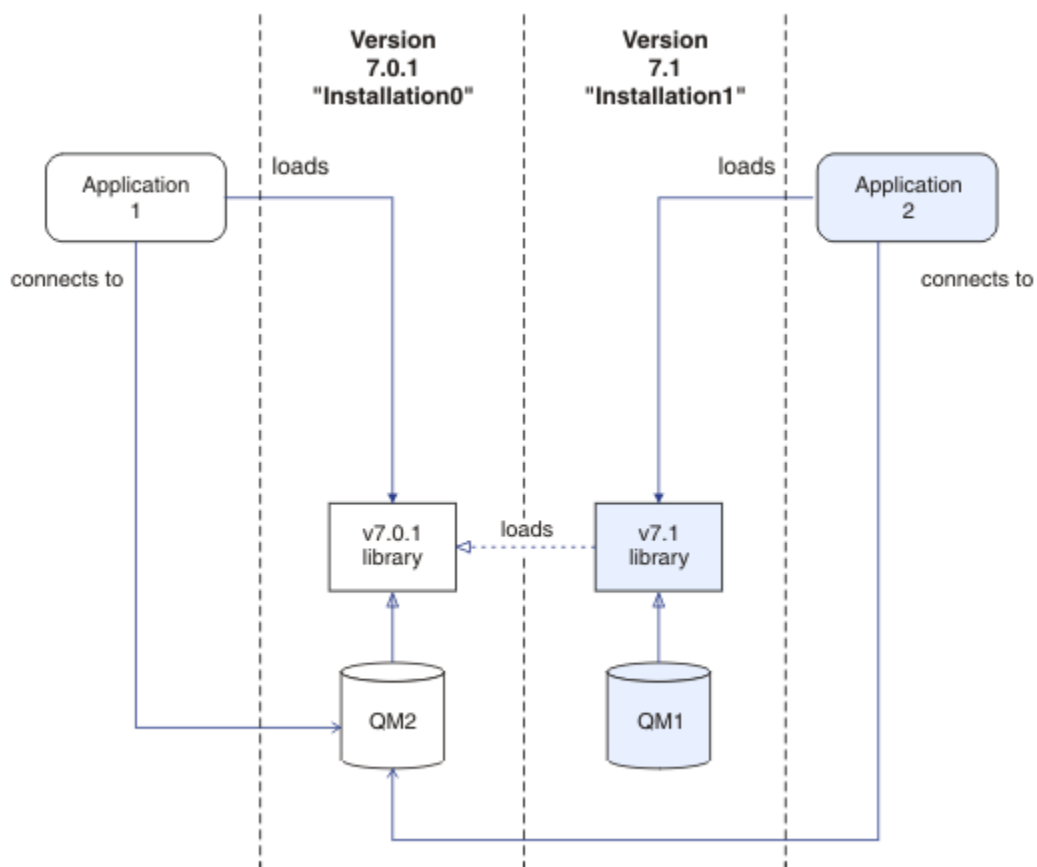 Version
7.0.1
"Installation0"
Version
7.1
"Installation1"
Application
1
loads
loads
Application
2
connects to
connects to
v7.0.1
library
loads
v7.1
library
QM2
QM1